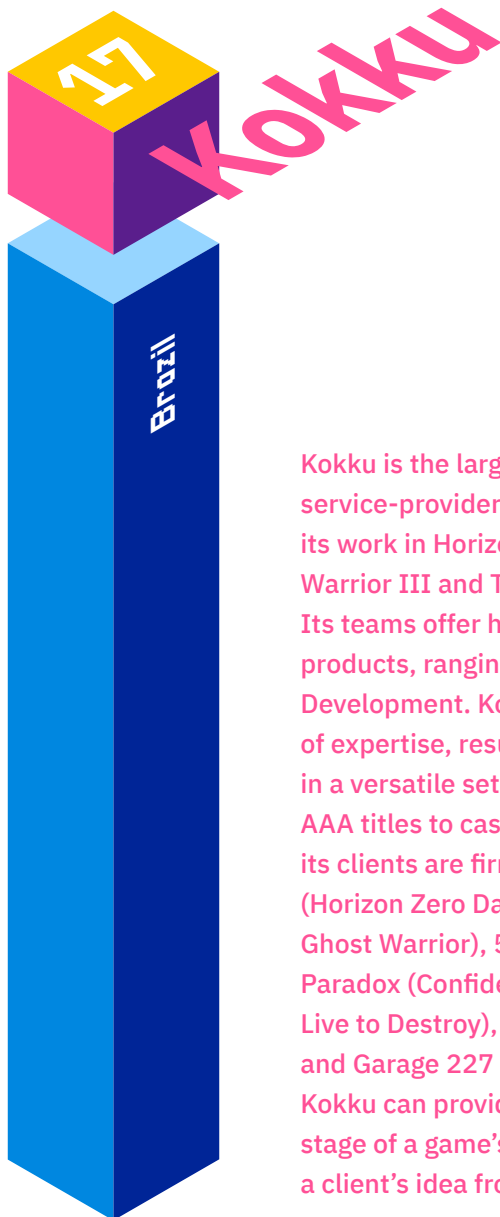 17
Kokku
Brazil
Kokku is the larg
service-provider
its work in Horizo
Warrior III and T
Its teams offer h
products, rangin
Development. Ko
of expertise, resu
in a versatile set
AAA titles to cas
its clients are firm
(Horizon Zero Da
Ghost Warrior), 5
Paradox (Confide
Live to Destroy),
and Garage 227
Kokku can provid
stage of a game's
a client's idea fro